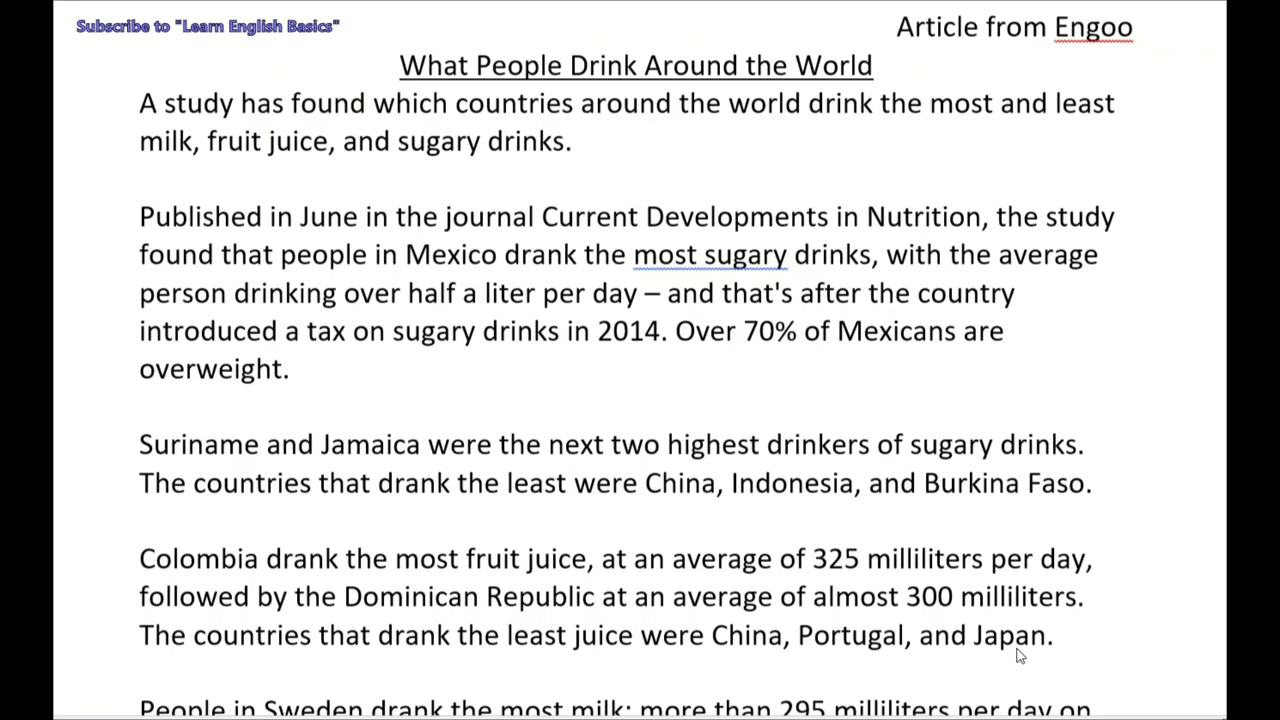 Subscribe to "Learn English Basics"
Article from Engoo
What People Drink Around the World
A study has found which countries around the world drink the most and least
milk, fruit juice, and sugary drinks.
Published in June in the journal Current Developments in Nutrition, the study
found that people in Mexico drank the most sugary drinks, with the average
person drinking over half a liter per day – and that's after the country
introduced a tax on sugary drinks in 2014. Over 70% of Mexicans are
overweight.
Suriname and Jamaica were the next two highest drinkers of sugary drinks.
The countries that drank the least were China, Indonesia, and Burkina Faso.
Colombia drank the most fruit juice, at an average of 325 milliliters per day,
followed by the Dominican Republic at an average of almost 300 milliliters.
The countries that drank the least juice were China, Portugal, and Japan.
People in Sweden drank the most milk: more than 295 milliliters per day on